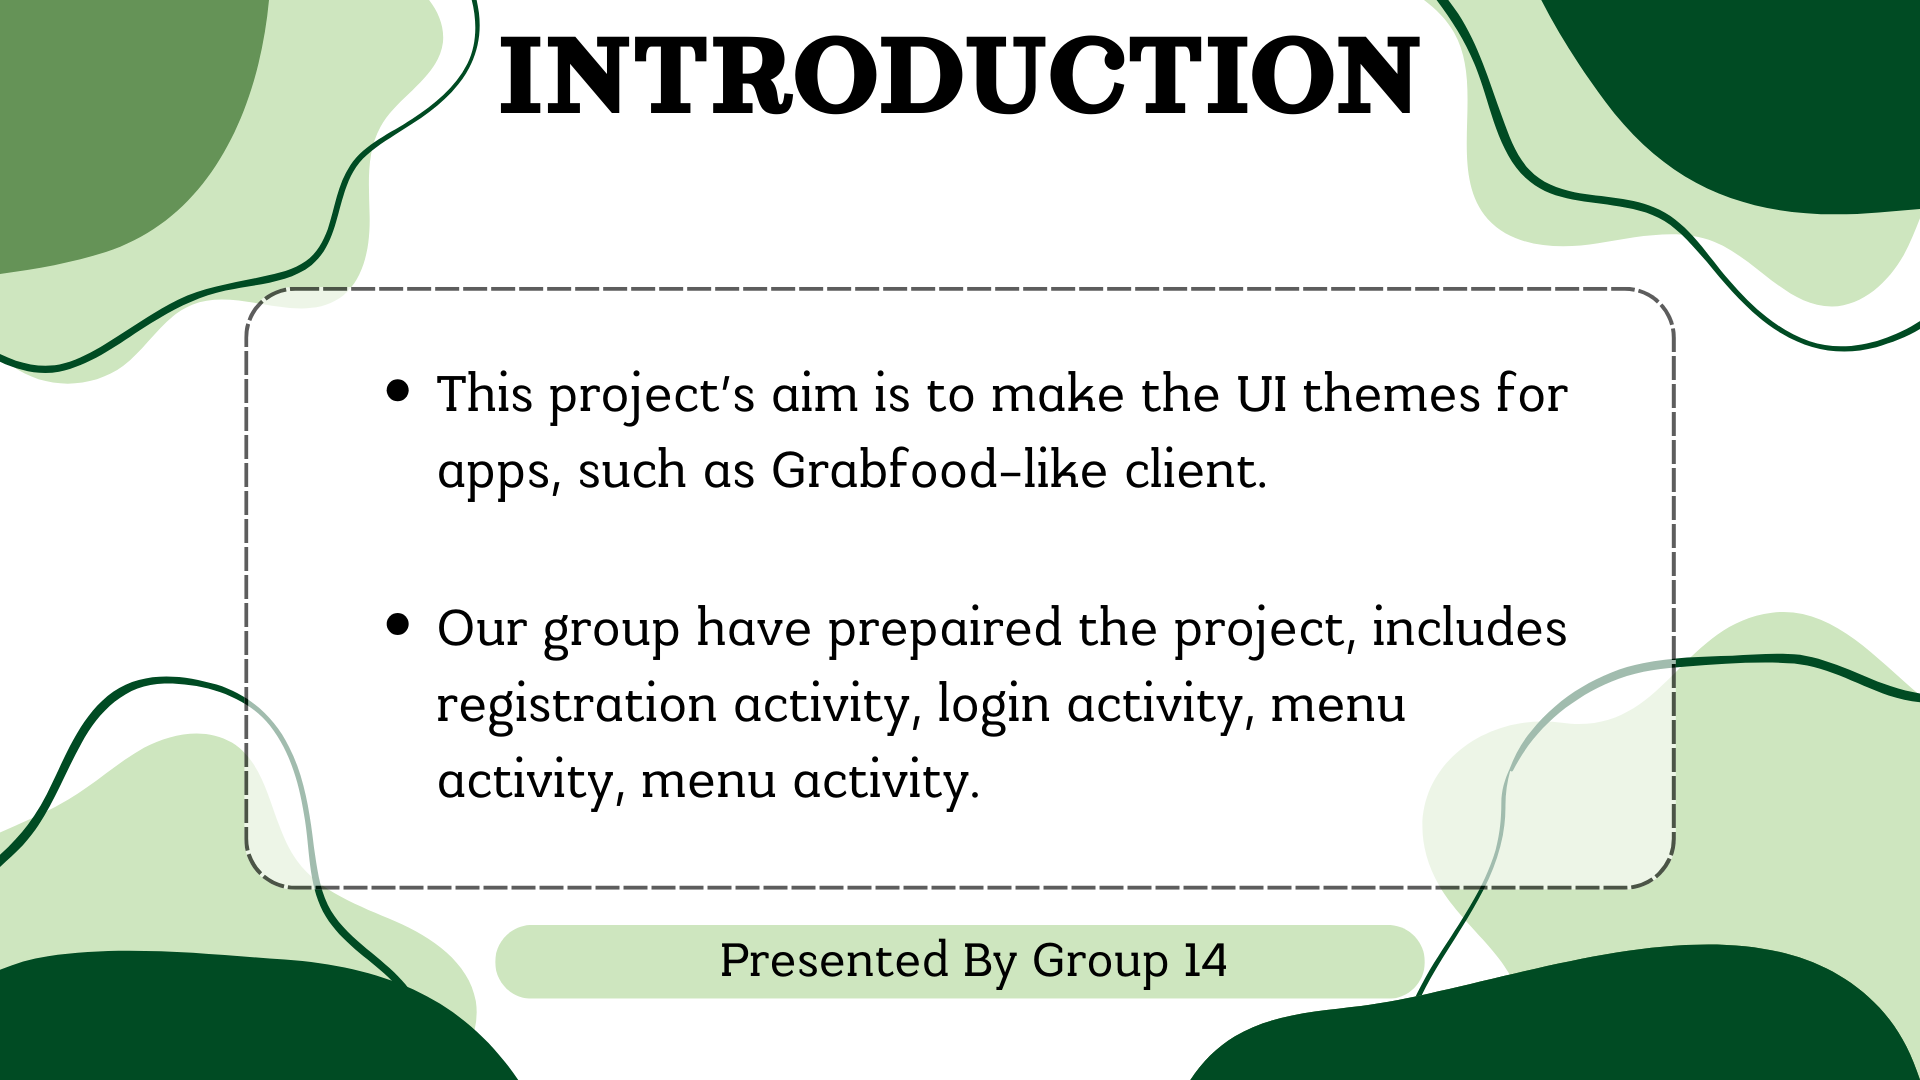 INTRODUCTION
• This project's aim is to make the UI themes for
apps, such as Grabfood-like client.
• Our group have prepaired the project, includes
registration activity, login activity, menu
activity, menu activity.
Presented By Group 14